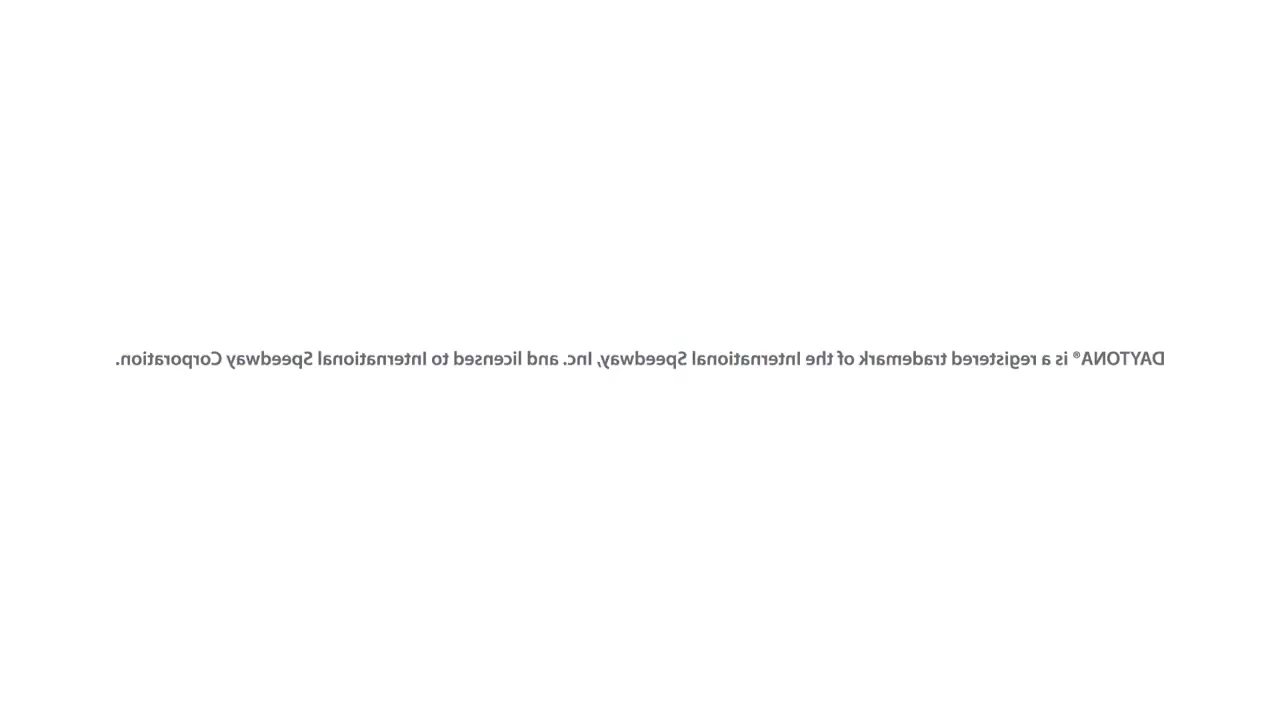 DAYTONA® is a registered trademark of the International Speedway, Inc. and licensed to International Speedway Corporation.